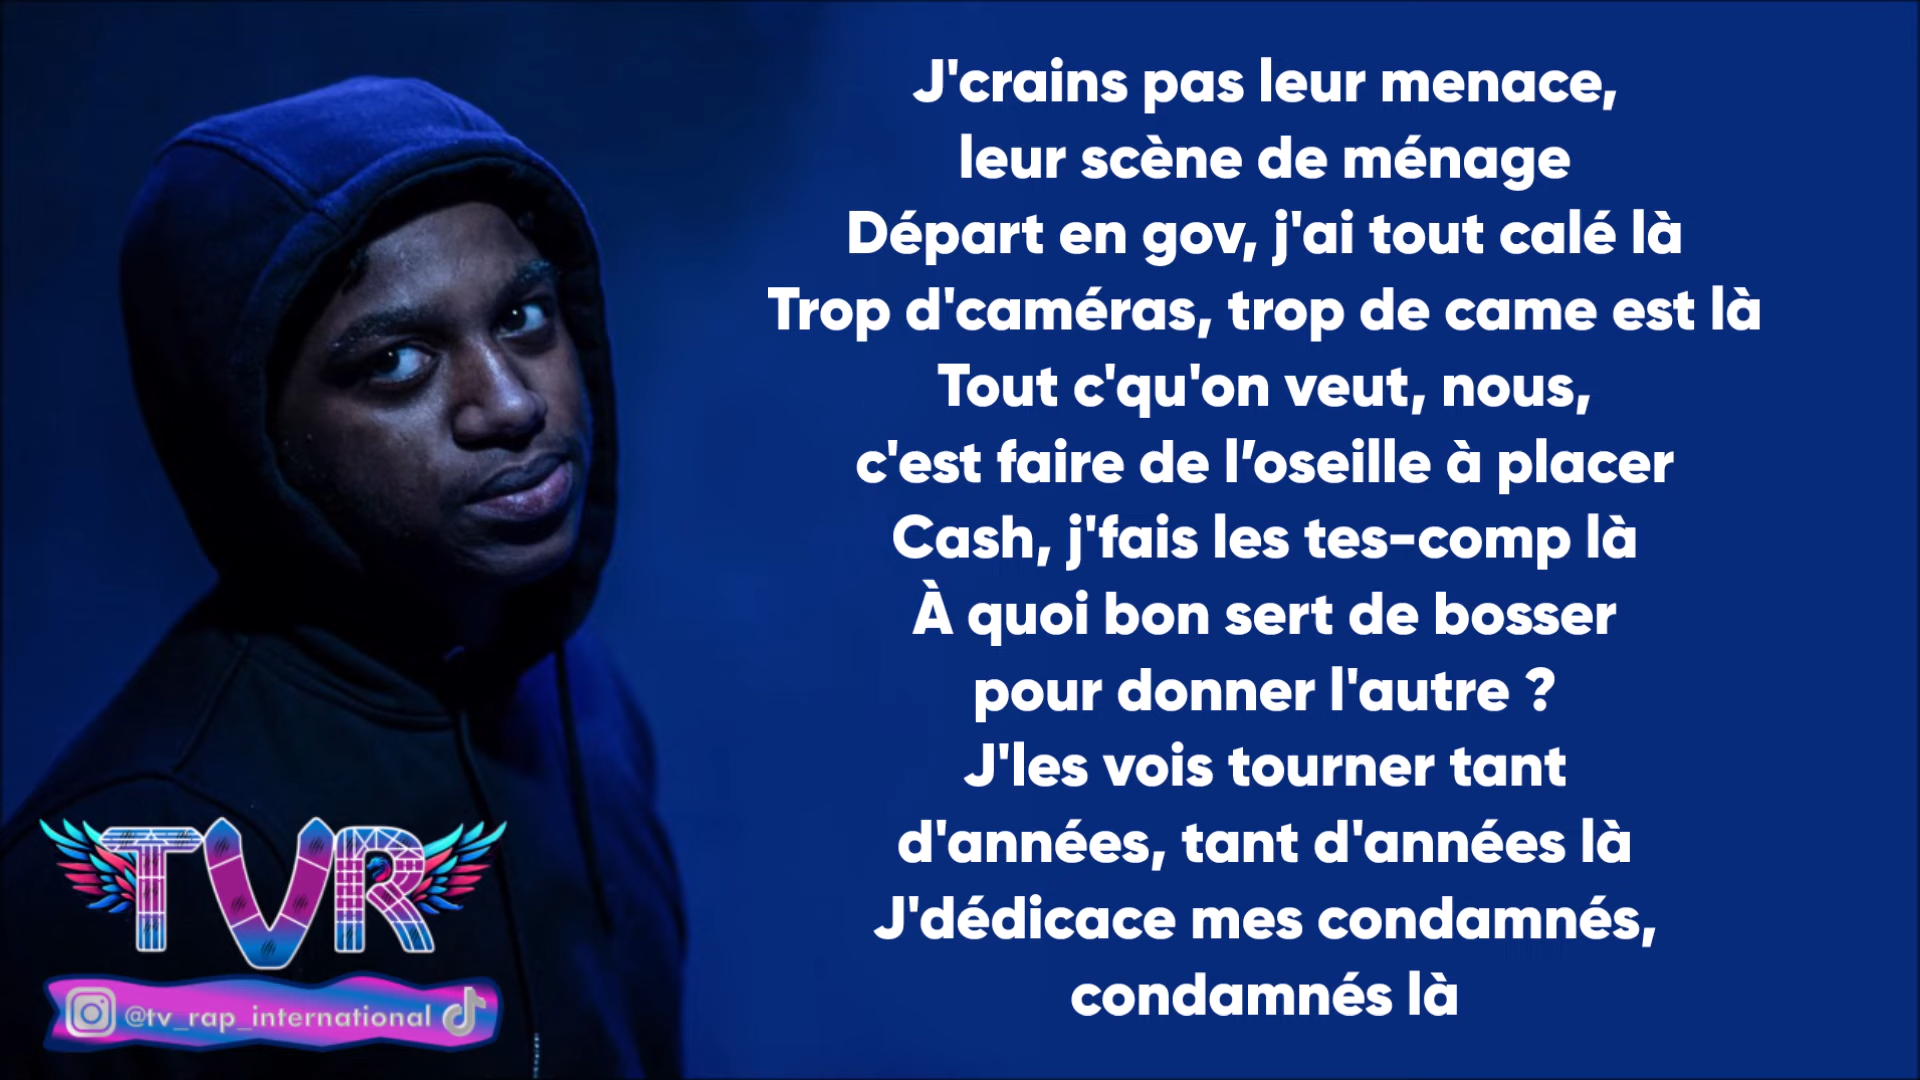 J'crains pas leur menace,
leur scène de ménage
Départ en gov, j'ai tout calé là
Trop d'caméras, trop de came est là
Tout c'qu'on veut, nous,
c'est faire de l’oseille à placer
Cash, j'fais les tes-comp là
À quoi bon sert de bosser
pour donner l'autre ?
J'les vois tourner tant
d'années, tant d'années là
J'dédicace mes condamnés,
condamnés là
TVR
@tv_rap_international